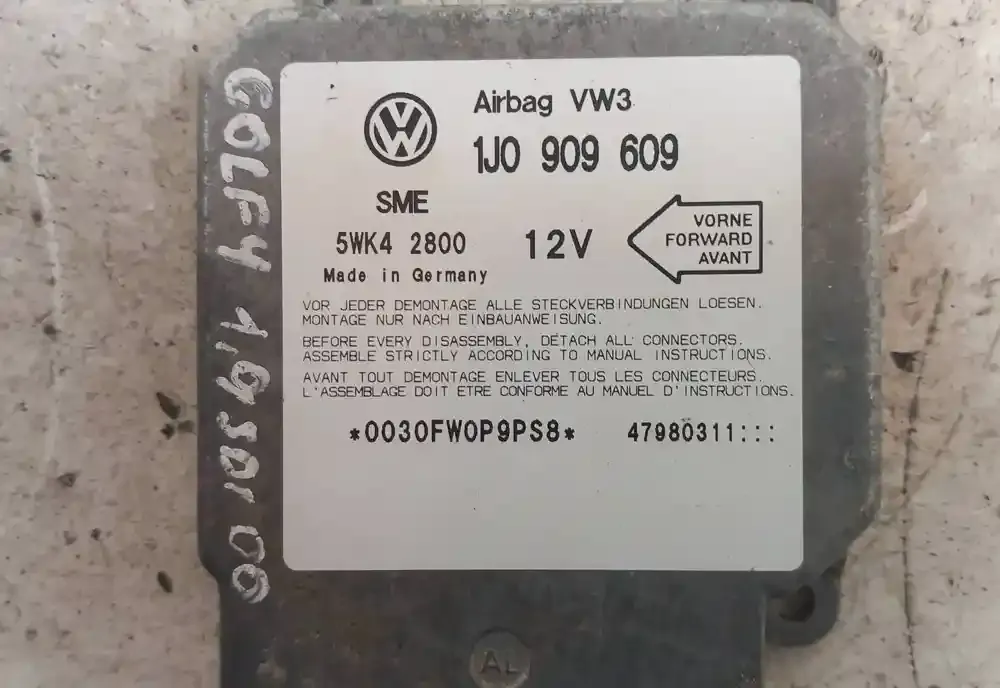 Airbag VW3
1J0 909 609
SME
5WK4 2800
12V
Made in Germany
VORNE
FORWARD
AVANT
VOR JEDER DEMONTAGE ALLE STECKVERBINDUNGEN LOESEN.
MONTAGE NUR NACH EINBAUANWEISUNG.
BEFORE EVERY DISASSEMBLY, DETACH ALL CONNECTORS.
ASSEMBLE STRICTLY ACCORDING TO MANUAL INSTRUCTIONS.
AVANT TOUT DEMONTAGE ENLEVER TOUS LES CONNECTEURS.
L'ASSEMBLAGE DOIT ETRE CONFORME AU MANUEL D'INSTRUCTIONS.
*0030FW0P9PS8*
47980311:::
GOLF4 1,9 SDI 00
AL